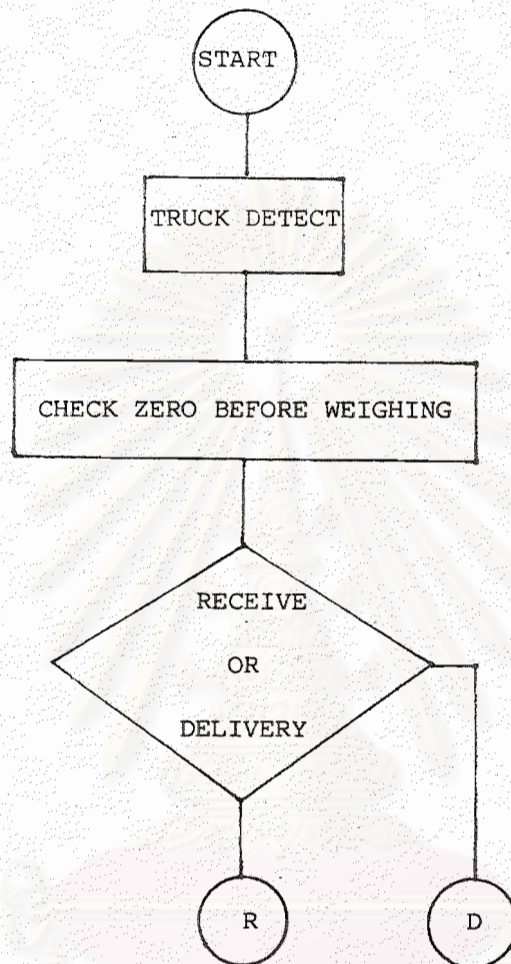 START
TRUCK DETECT
CHECK ZERO BEFORE WEIGHING
RECEIVE
OR
DELIVERY
R
D